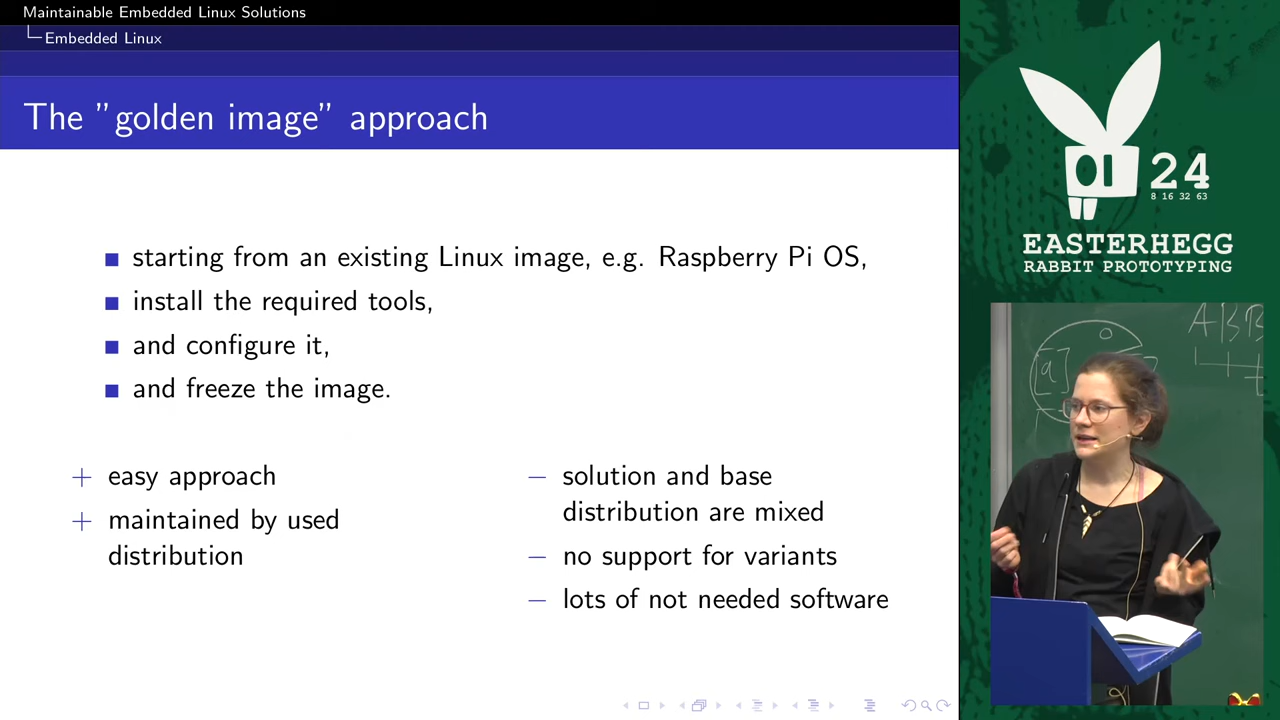 Maintainable Embedded Linux Solutions
Embedded Linux
The ”golden image” approach
starting from an existing Linux image, e.g. Raspberry Pi OS,
install the required tools,
and configure it,
and freeze the image.
+ easy approach
+ maintained by used
distribution
− solution and base
distribution are mixed
− no support for variants
− lots of not needed software
24
8 16 32 63
EASTERHEGG
RABBIT PROTOTYPING
[a]
ABB